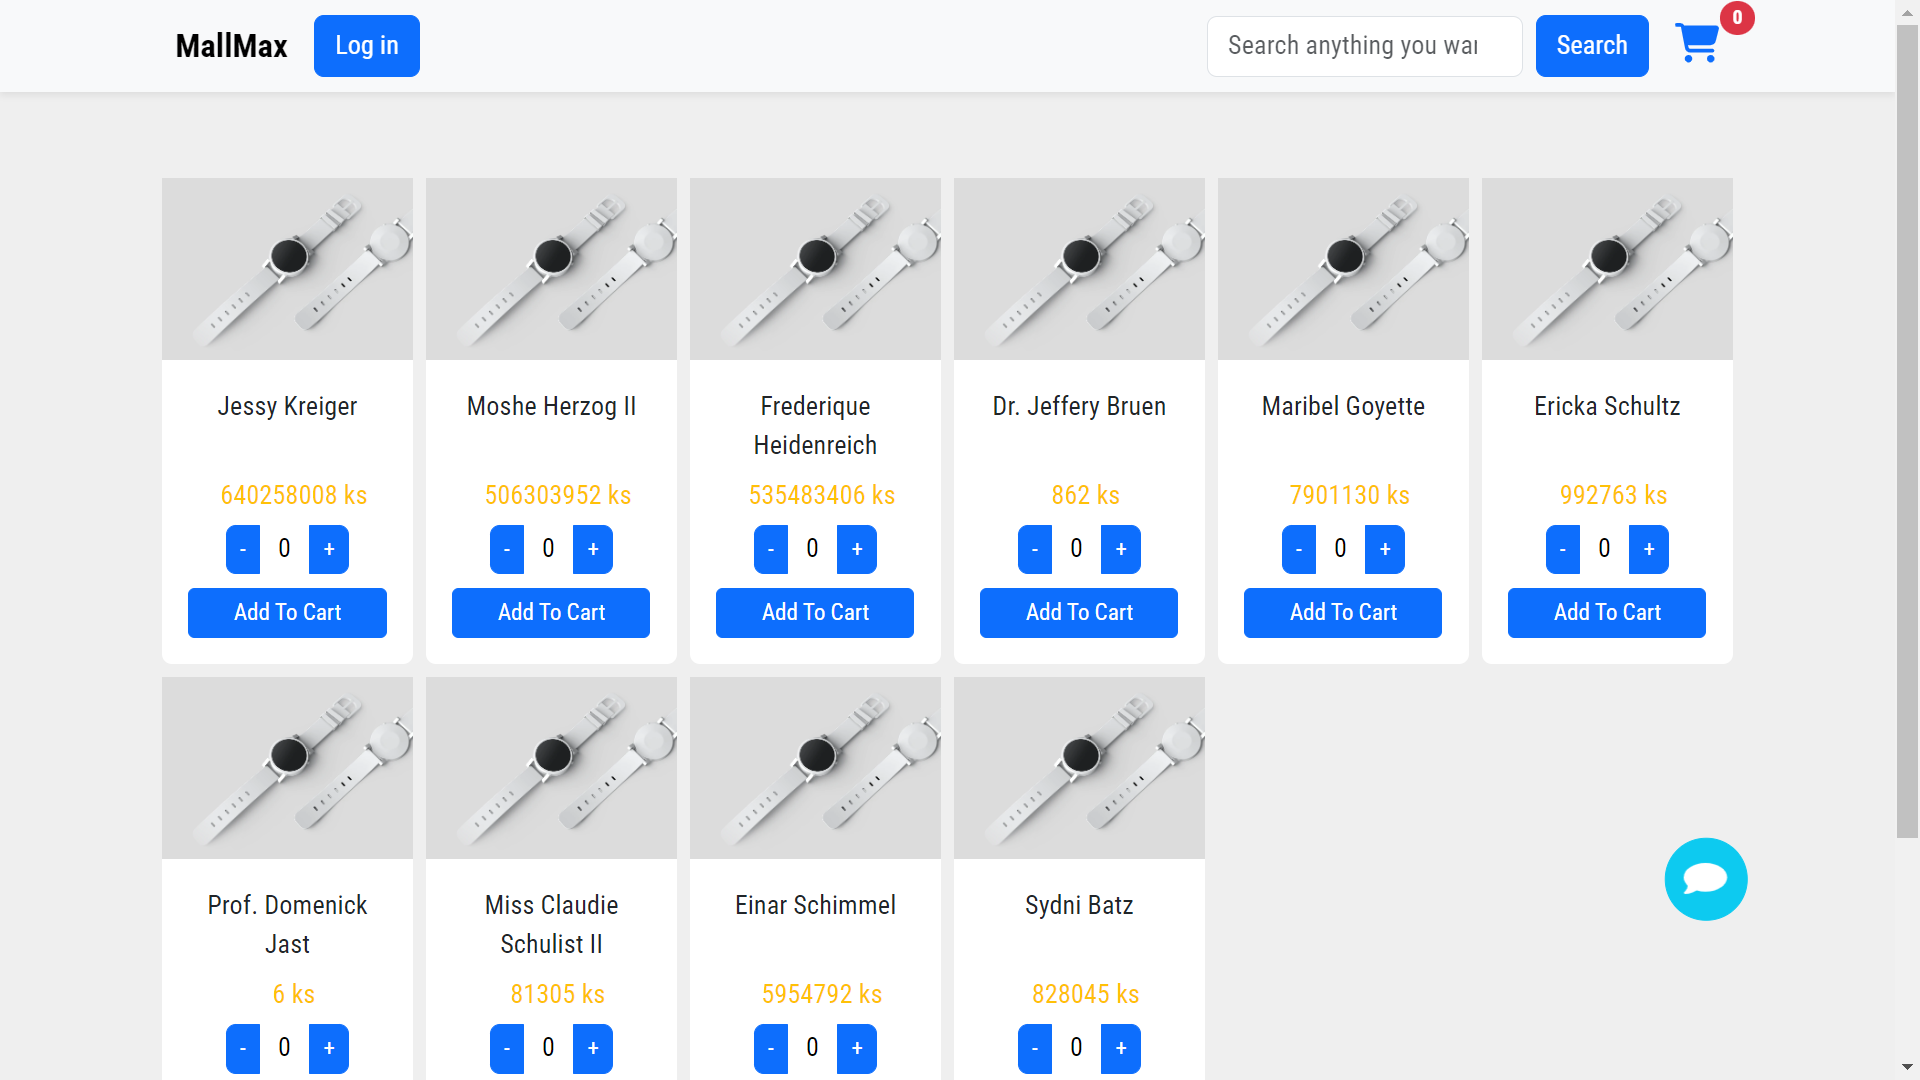 MallMax
Log in
Search anything you wan
Search
0
Jessy Kreiger
640258008 ks
- 0 +
Add To Cart
Moshe Herzog II
506303952 ks
- 0 +
Add To Cart
Frederique
Heidenreich
535483406 ks
- 0 +
Add To Cart
Dr. Jeffery Bruen
862 ks
- 0 +
Add To Cart
Maribel Goyette
7901130 ks
- 0 +
Add To Cart
Ericka Schultz
992763 ks
- 0 +
Add To Cart
Prof. Domenick
Jast
6 ks
- 0 +
Miss Claudie
Schulist II
81305 ks
- 0 +
Einar Schimmel
5954792 ks
- 0 +
Sydni Batz
828045 ks
- 0 +